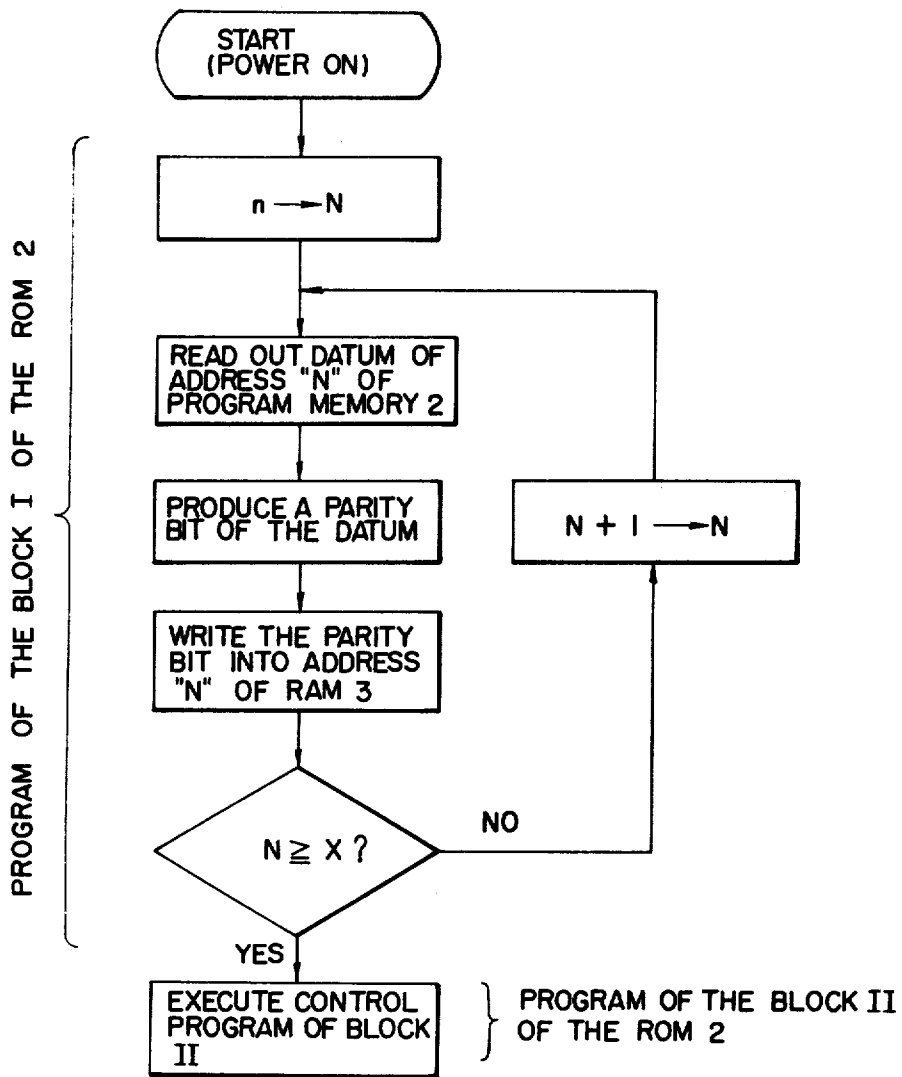 START
(POWER ON)
n → N
READ OUT DATUM OF
ADDRESS "N" OF
PROGRAM MEMORY 2
PRODUCE A PARITY
BIT OF THE DATUM
N + 1 → N
WRITE THE PARITY
BIT INTO ADDRESS
"N" OF RAM 3
N ≧ X ?
NO
YES
EXECUTE CONTROL
PROGRAM OF BLOCK
II
PROGRAM OF THE BLOCK I OF THE ROM 2
PROGRAM OF THE BLOCK II
OF THE ROM 2